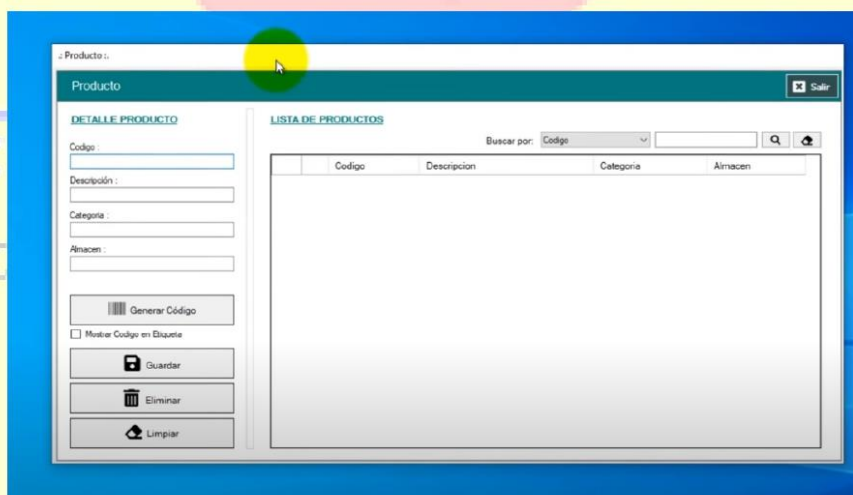 .: Producto :.
Producto
Salir
DETALLE PRODUCTO
Codigo :
Descripción :
Categoria :
Almacen :
Generar Código
Mostrar Codigo en Etiqueta
Guardar
Eliminar
Limpiar
LISTA DE PRODUCTOS
Buscar por: Codigo
Codigo Descripcion Categoria Almacen